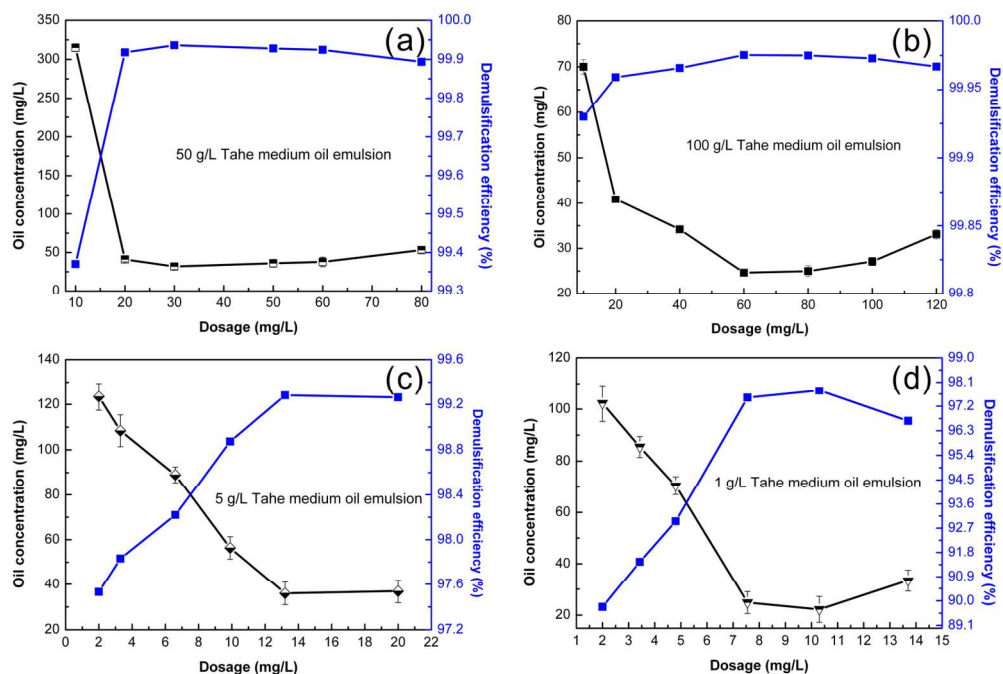 (a)
Oil concentration (mg/L)
350
300
250
200
150
100
50
0
50 g/L Tahe medium oil emulsion
100.0
99.9
99.8
99.7
99.6
99.5
99.4
99.3
Demulsification efficiency (%)
10 20 30 40 50 60 70 80
Dosage (mg/L)
(b)
Oil concentration (mg/L)
80
70
60
50
40
30
20
100 g/L Tahe medium oil emulsion
100.0
99.95
99.9
99.85
99.8
Demulsification efficiency (%)
20 40 60 80 100 120
Dosage (mg/L)
(c)
Oil concentration (mg/L)
140
120
100
80
60
40
20
5 g/L Tahe medium oil emulsion
99.6
99.2
98.8
98.4
98.0
97.6
97.2
Demulsification efficiency (%)
0 2 4 6 8 10 12 14 16 18 20 22
Dosage (mg/L)
(d)
Oil concentration (mg/L)
120
100
80
60
40
20
1 g/L Tahe medium oil emulsion
99.0
98.1
97.2
96.3
95.4
94.5
93.6
92.7
91.8
90.9
90.0
89.1
Demulsification efficiency (%)
1 2 3 4 5 6 7 8 9 10 11 12 13 14 15
Dosage (mg/L)